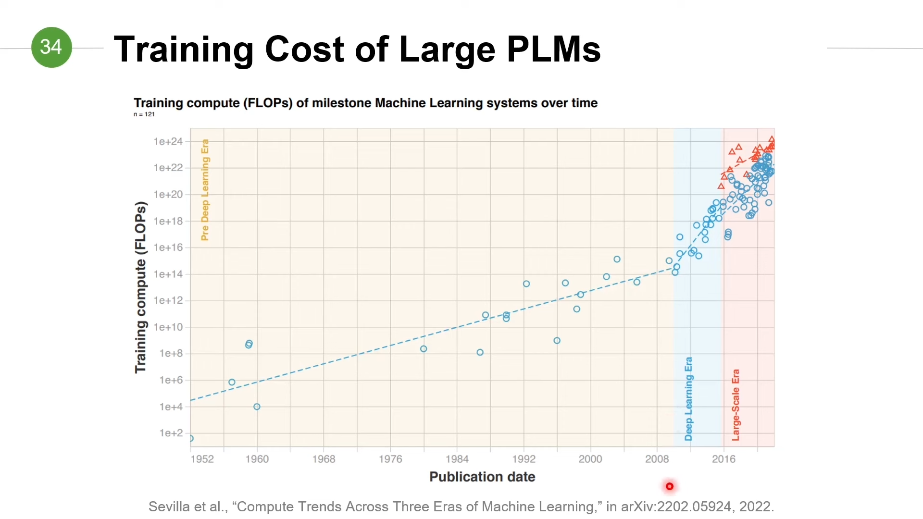 34
Training Cost of Large PLMs
Training compute (FLOPs) of milestone Machine Learning systems over time
n = 121
Training compute (FLOPs)
1e+24
1e+22
1e+20
1e+18
1e+16
1e+14
1e+12
1e+10
1e+8
1e+6
1e+4
1e+2
Pre Deep Learning Era
Deep Learning Era
Large-Scale Era
1952
1960
1968
1976
1984
1992
2000
2008
2016
Publication date
Sevilla et al., “Compute Trends Across Three Eras of Machine Learning,” in arXiv:2202.05924, 2022.